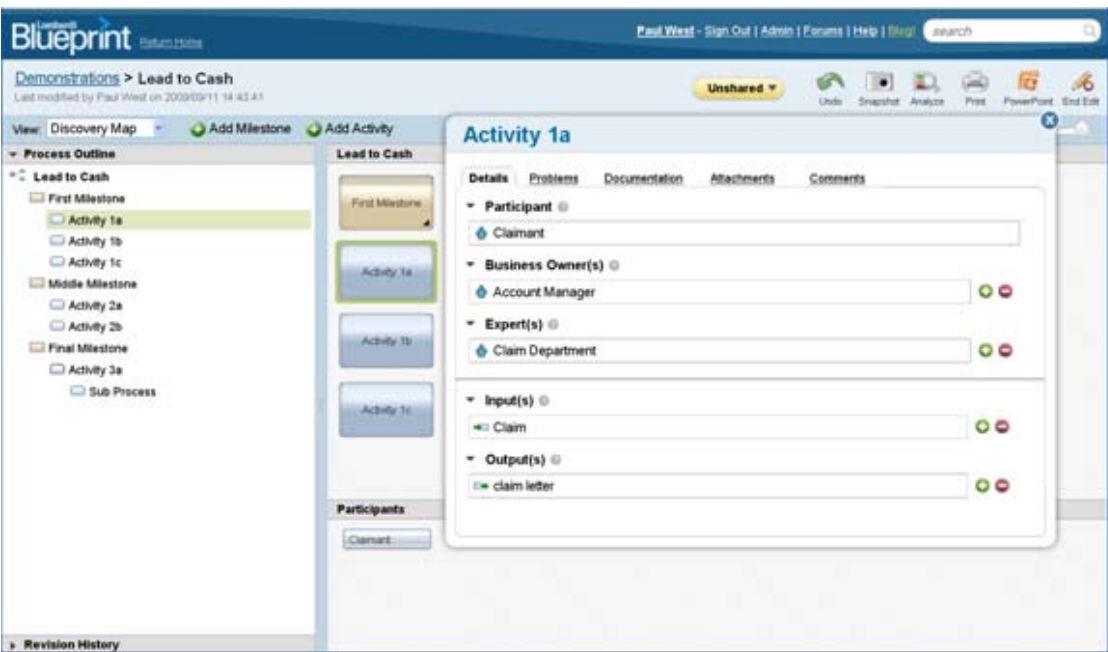 Lombardi
Blueprint Return Home
Paul West - Sign Out | Admin | Forums | Help | Blog!
search
Demonstrations > Lead to Cash
Last modified by Paul West on 2009/09/11 14:43:41
Unshared
Undo Snapshot Analyze Print PowerPoint End Edit
View: Discovery Map
Add Milestone
Add Activity
Process Outline
Lead to Cash
First Milestone
Activity 1a
Activity 1b
Activity 1c
Middle Milestone
Activity 2a
Activity 2b
Final Milestone
Activity 3a
Sub Process
Revision History
Lead to Cash
First Milestone
Activity 1a
Activity 1b
Activity 1c
Participants
Claimant
Activity 1a
Details Problems Documentation Attachments Comments
Participant
Claimant
Business Owner(s)
Account Manager
Expert(s)
Claim Department
Input(s)
Claim
Output(s)
claim letter